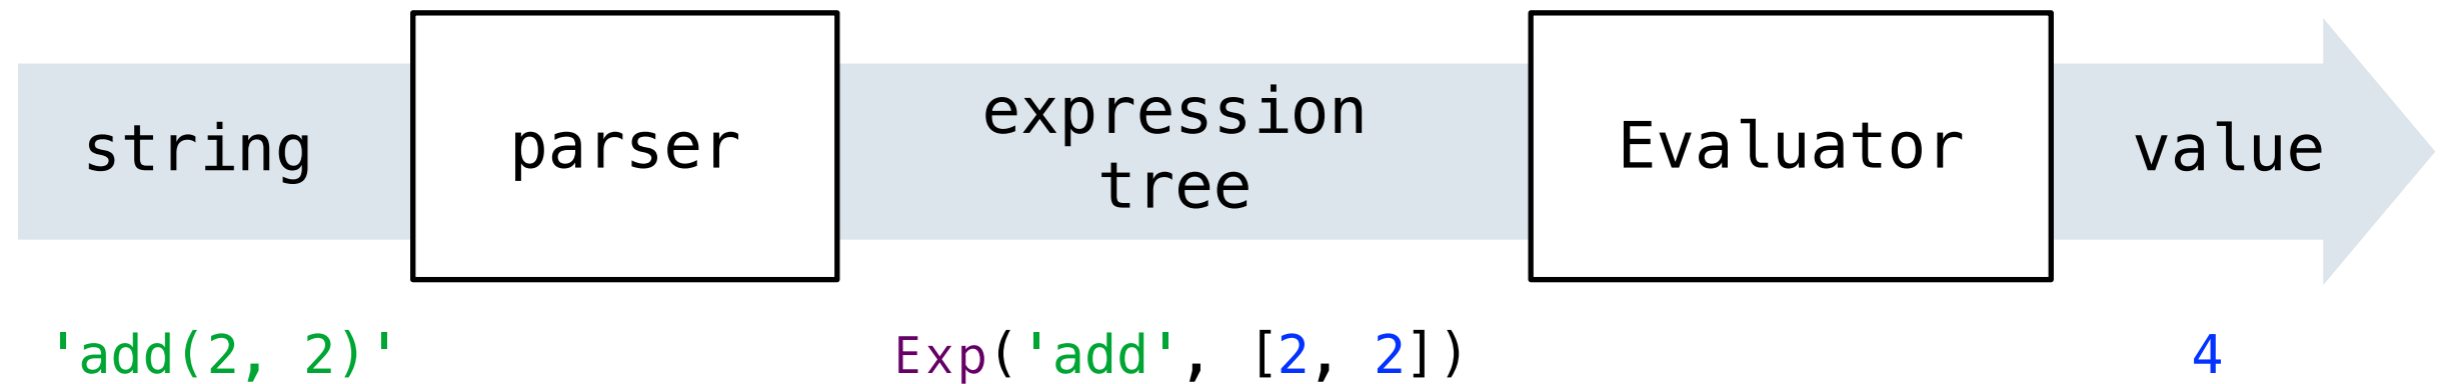 string
parser
expression
tree
Evaluator
value
'add(2, 2)'
Exp('add', [2, 2])
4